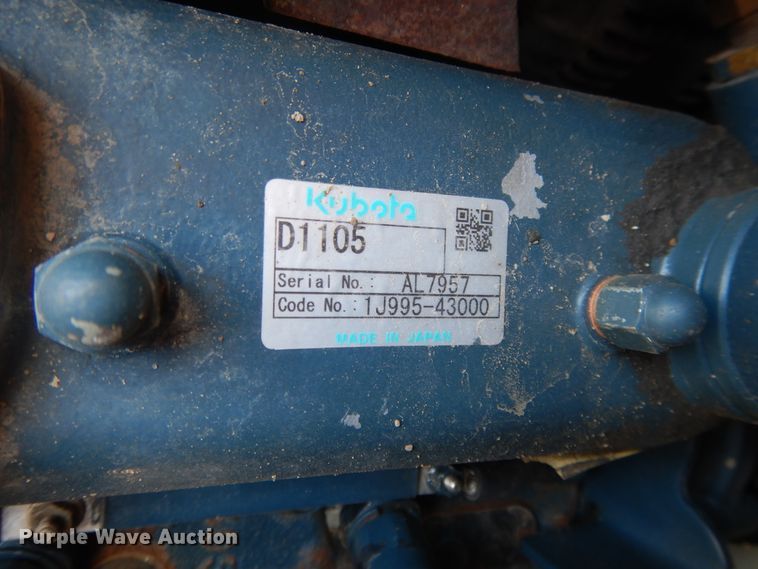 Kubota
D1105
Serial No.: AL7957
Code No.: 1J995-43000
MADE IN JAPAN
Purple Wave Auction